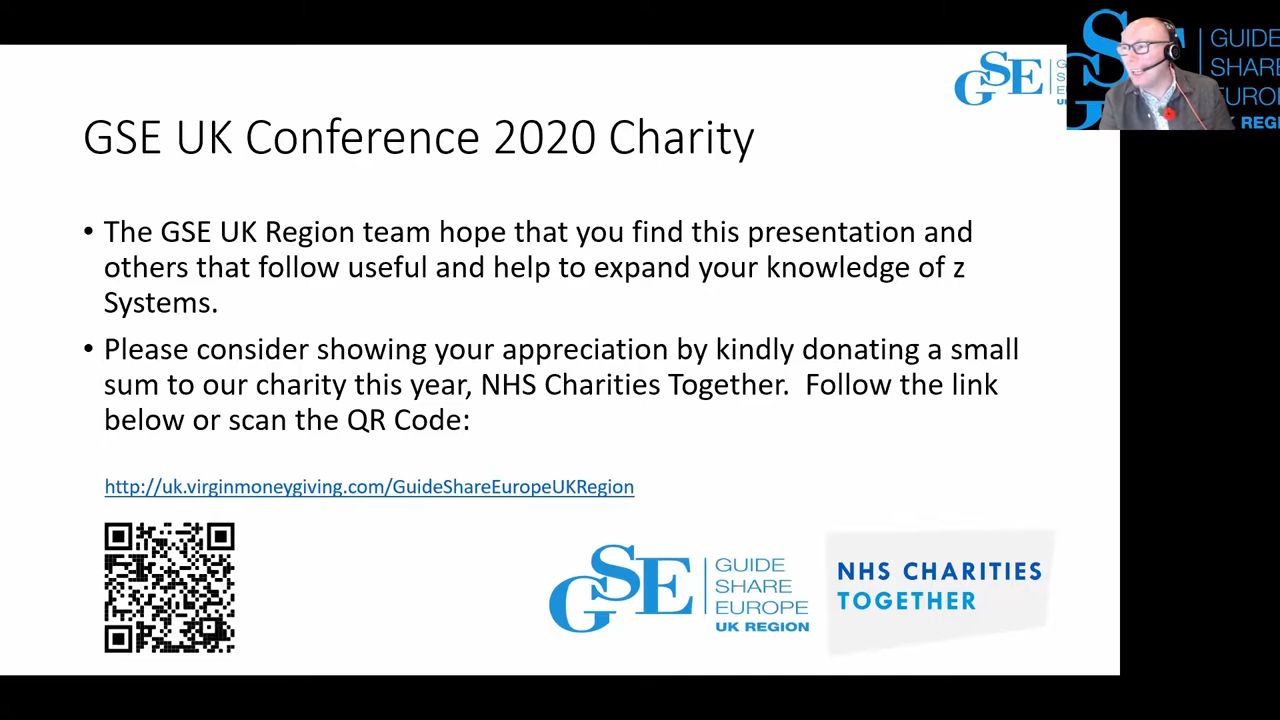 GSE UK Conference 2020 Charity
• The GSE UK Region team hope that you find this presentation and
others that follow useful and help to expand your knowledge of z
Systems.
• Please consider showing your appreciation by kindly donating a small
sum to our charity this year, NHS Charities Together. Follow the link
below or scan the QR Code:
http://uk.virginmoneygiving.com/GuideShareEuropeUKRegion
GSE
GUIDE
SHARE
EUROPE
UK REGION
NHS CHARITIES
TOGETHER
GSE
GUIDE
SHARE